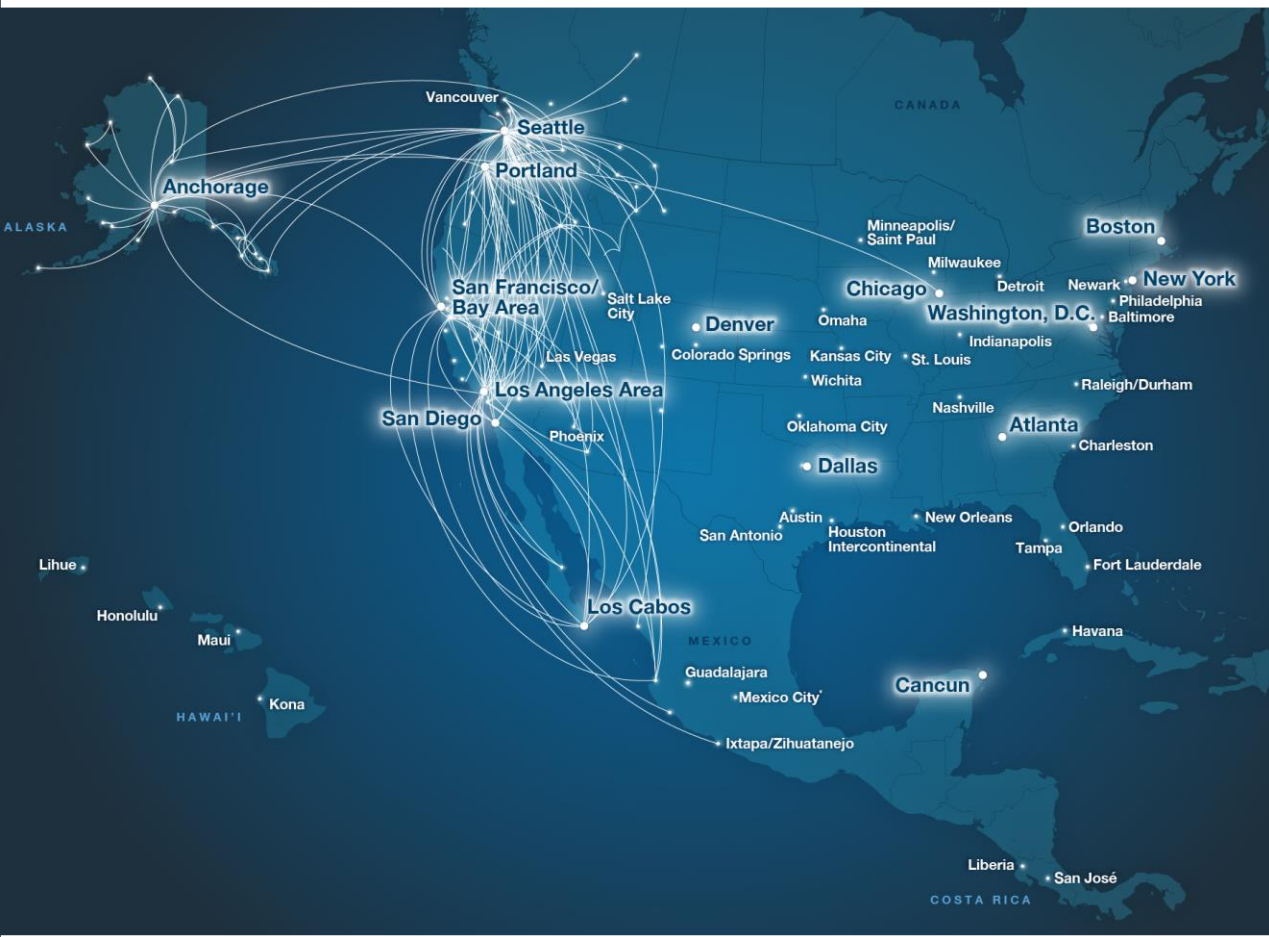 CANADA
Vancouver
Seattle
Portland
Anchorage
ALASKA
Minneapolis/
Saint Paul
Boston
Milwaukee
Detroit
Newark
New York
Chicago
Philadelphia
Washington, D.C.
Baltimore
San Francisco/
Bay Area
Salt Lake
City
Denver
Omaha
Indianapolis
Colorado Springs
Kansas City
St. Louis
Las Vegas
Wichita
Raleigh/Durham
Los Angeles Area
Nashville
San Diego
Oklahoma City
Atlanta
Phoenix
Charleston
Dallas
Austin
New Orleans
San Antonio
Houston
Intercontinental
Orlando
Tampa
Fort Lauderdale
Lihue
Honolulu
Maui
Kona
HAWAI'I
Los Cabos
MEXICO
Havana
Guadalajara
Cancun
Mexico City*
Ixtapa/Zihuatanejo
Liberia
San José
COSTA RICA